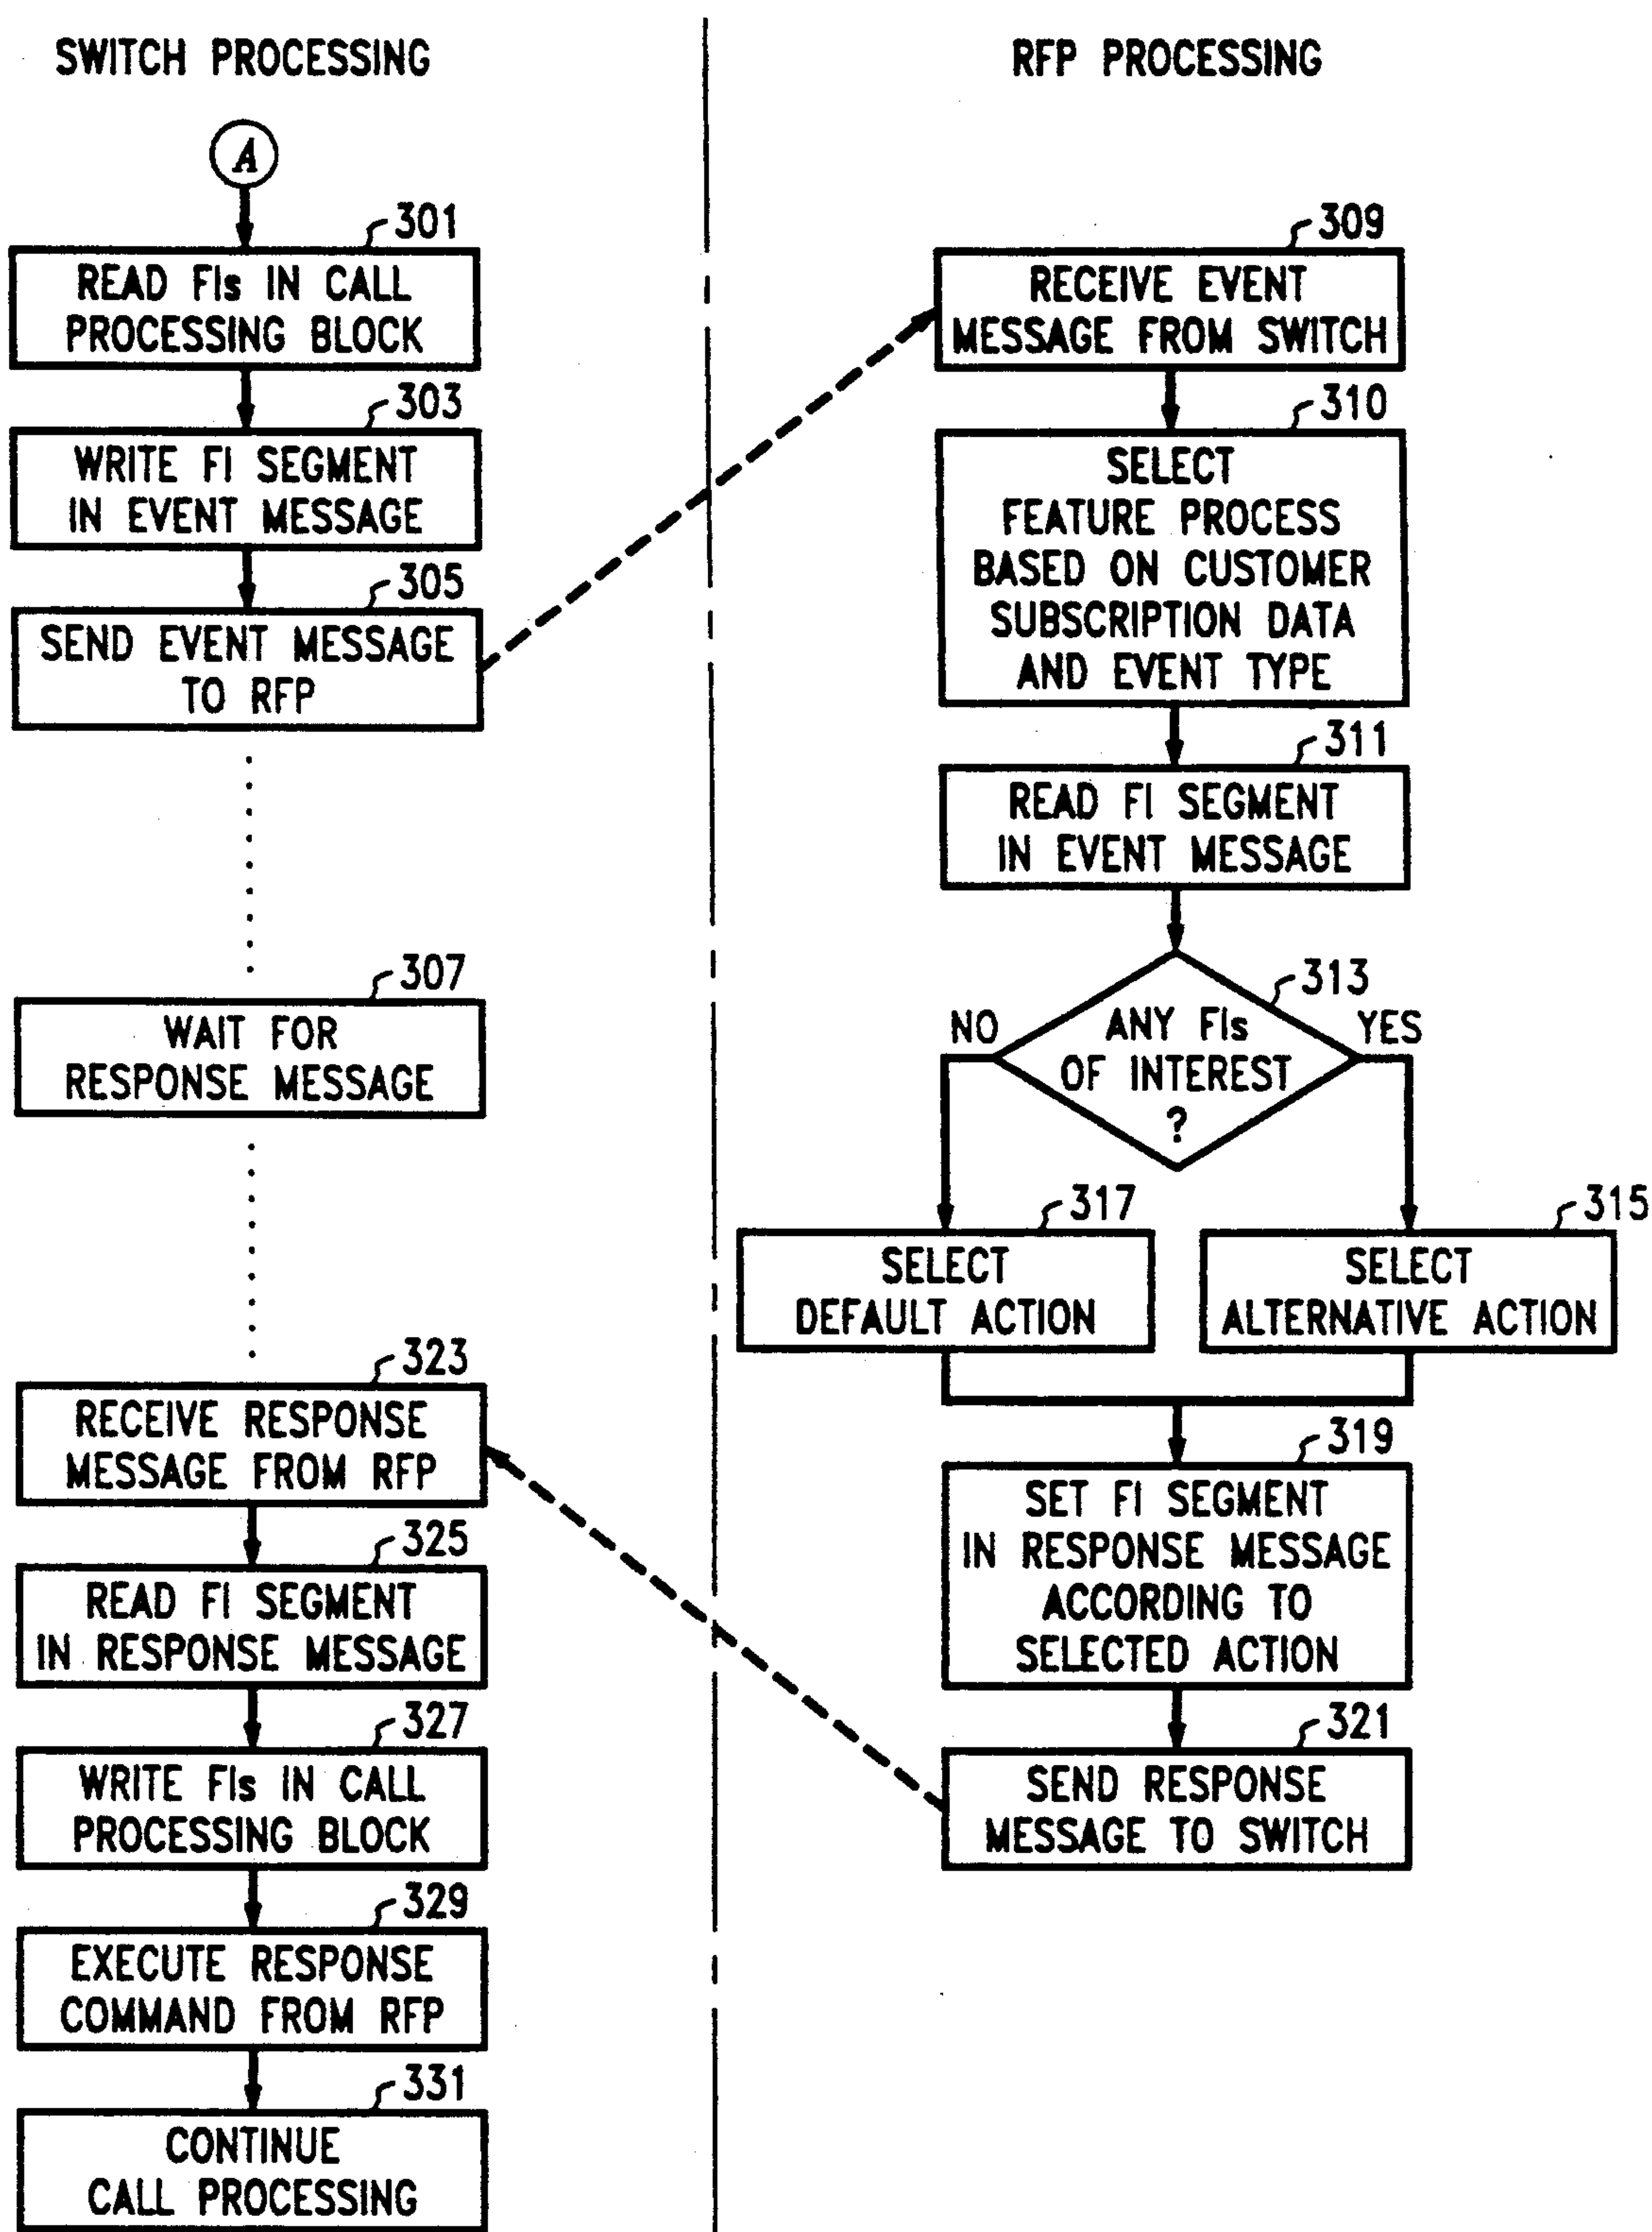 SWITCH PROCESSING
A
301
READ FIs IN CALL
PROCESSING BLOCK
303
WRITE FI SEGMENT
IN EVENT MESSAGE
305
SEND EVENT MESSAGE
TO RFP
307
WAIT FOR
RESPONSE MESSAGE
323
RECEIVE RESPONSE
MESSAGE FROM RFP
325
READ FI SEGMENT
IN RESPONSE MESSAGE
327
WRITE FIs IN CALL
PROCESSING BLOCK
329
EXECUTE RESPONSE
COMMAND FROM RFP
331
CONTINUE
CALL PROCESSING
RFP PROCESSING
309
RECEIVE EVENT
MESSAGE FROM SWITCH
310
SELECT
FEATURE PROCESS
BASED ON CUSTOMER
SUBSCRIPTION DATA
AND EVENT TYPE
311
READ FI SEGMENT
IN EVENT MESSAGE
313
NO
ANY FIs
OF INTEREST
?
YES
317
SELECT
DEFAULT ACTION
315
SELECT
ALTERNATIVE ACTION
319
SET FI SEGMENT
IN RESPONSE MESSAGE
ACCORDING TO
SELECTED ACTION
321
SEND RESPONSE
MESSAGE TO SWITCH